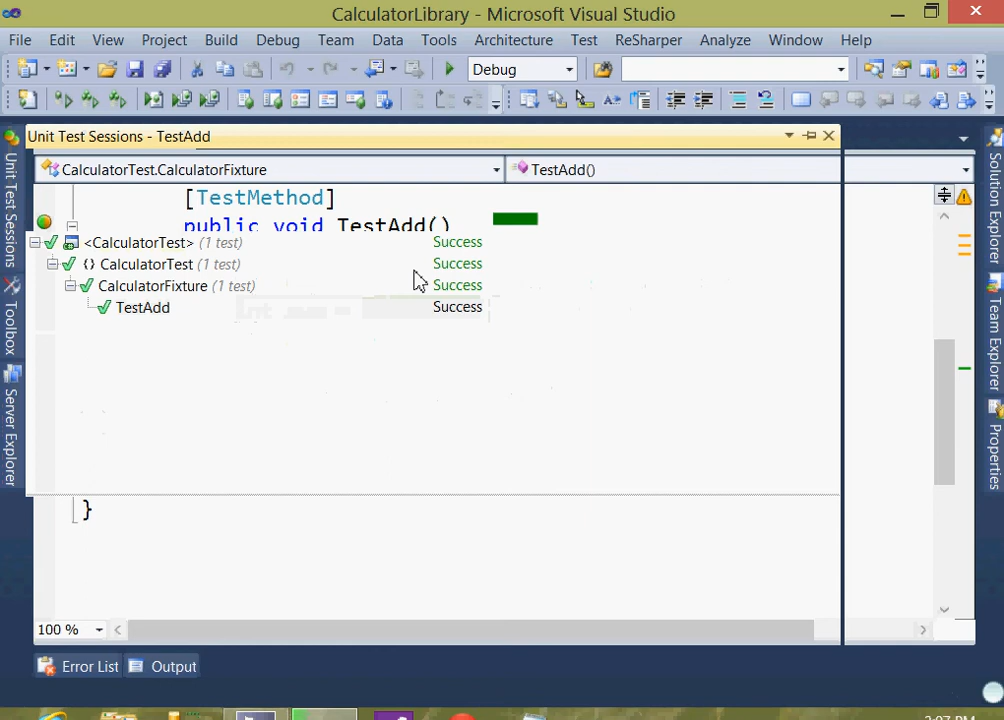 CalculatorLibrary - Microsoft Visual Studio
File Edit View Project Build Debug Team Data Tools Architecture Test ReSharper Analyze Window Help
Debug
Unit Test Sessions - TestAdd
CalculatorTest.CalculatorFixture TestAdd()
[TestMethod]
public void TestAdd()
<CalculatorTest> (1 test) Success
{} CalculatorTest (1 test) Success
CalculatorFixture (1 test) Success
TestAdd Success
}
100 %
Error List Output
Unit Test Sessions
Toolbox
Server Explorer
Solution Explorer
Team Explorer
Properties